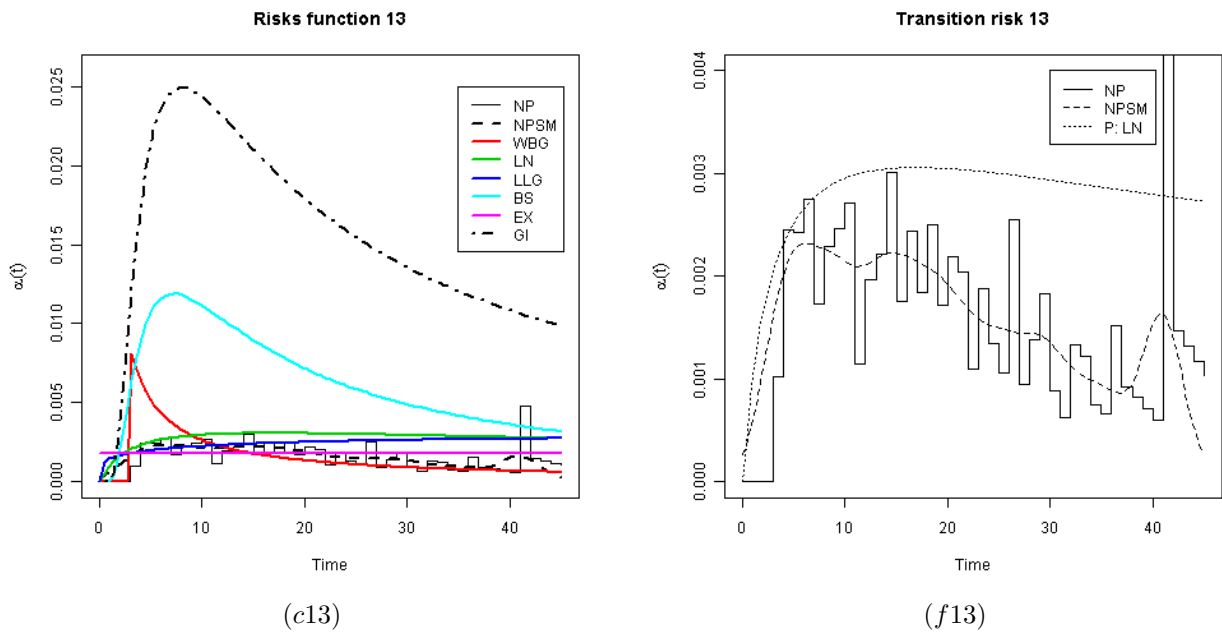 Risks function 13
α(t)
0.000
0.005
0.010
0.015
0.020
0.025
NP
NPSM
WBG
LN
LLG
BS
EX
GI
0 10 20 30 40
Time
(c13)
Transition risk 13
α(t)
0.000
0.001
0.002
0.003
0.004
NP
NPSM
P: LN
0 10 20 30 40
Time
(f13)